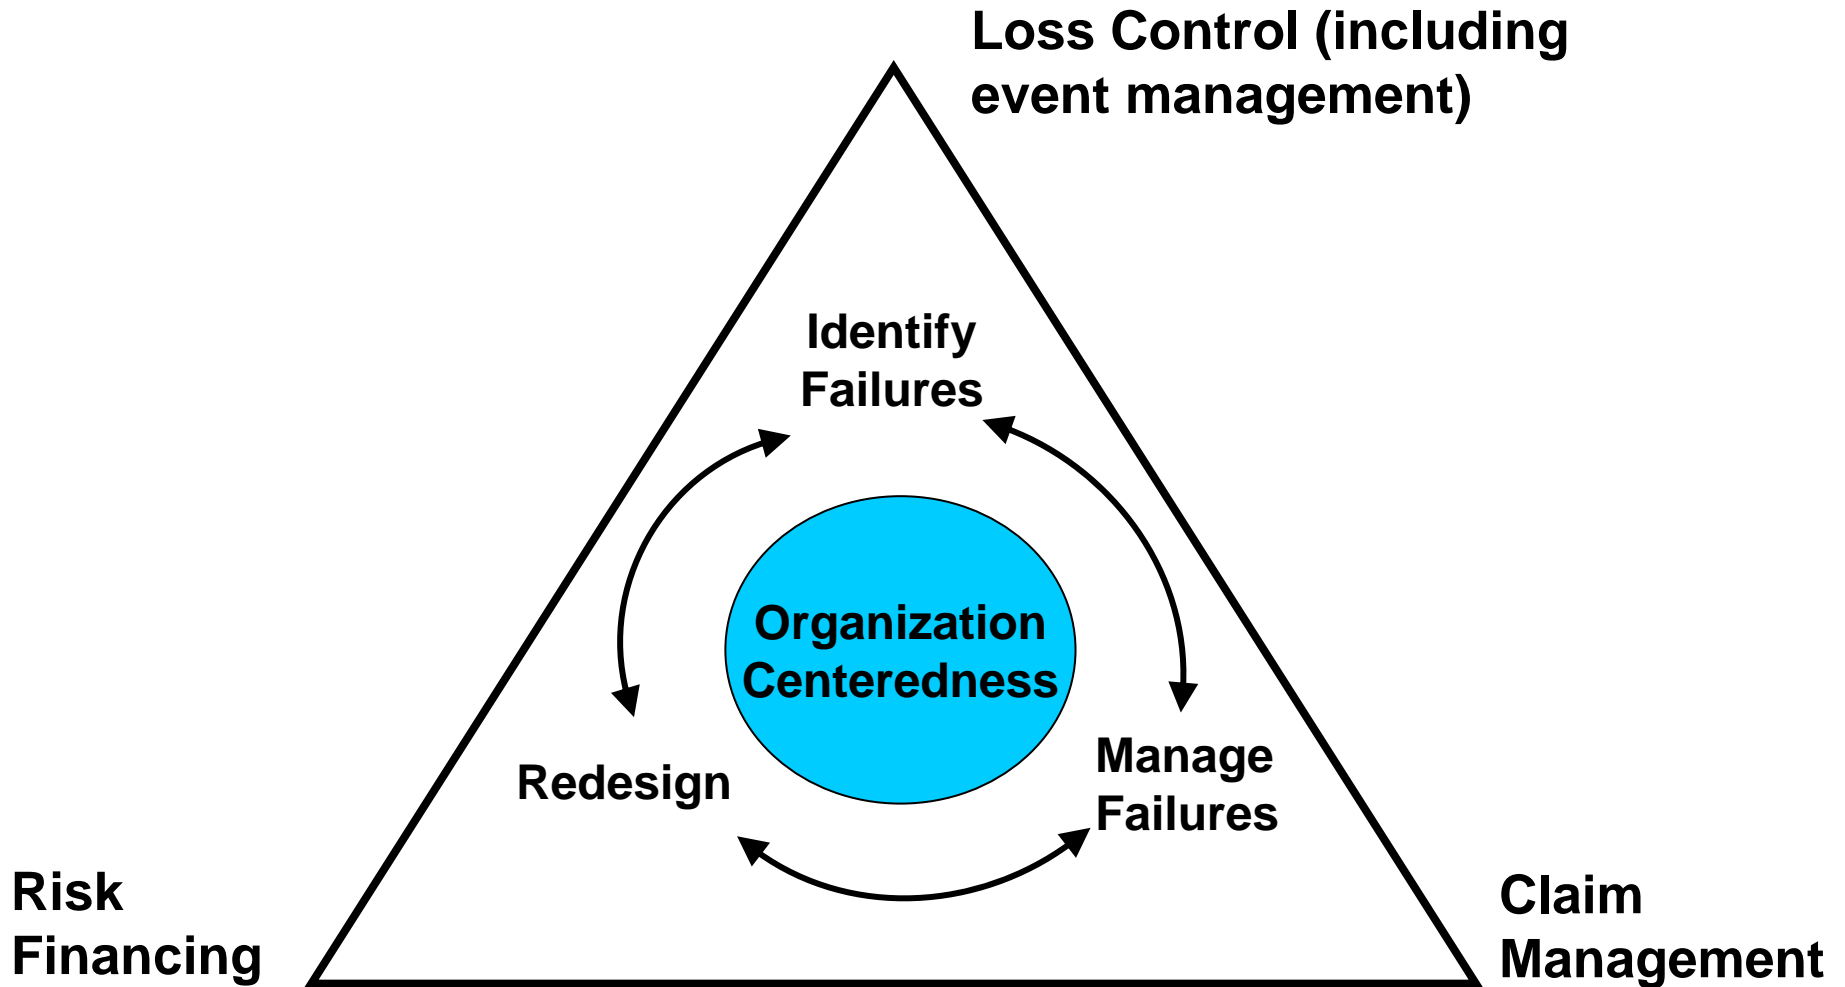 Loss Control (including
event management)
Identify
Failures
Organization
Centeredness
Redesign
Manage
Failures
Risk
Financing
Claim
Management